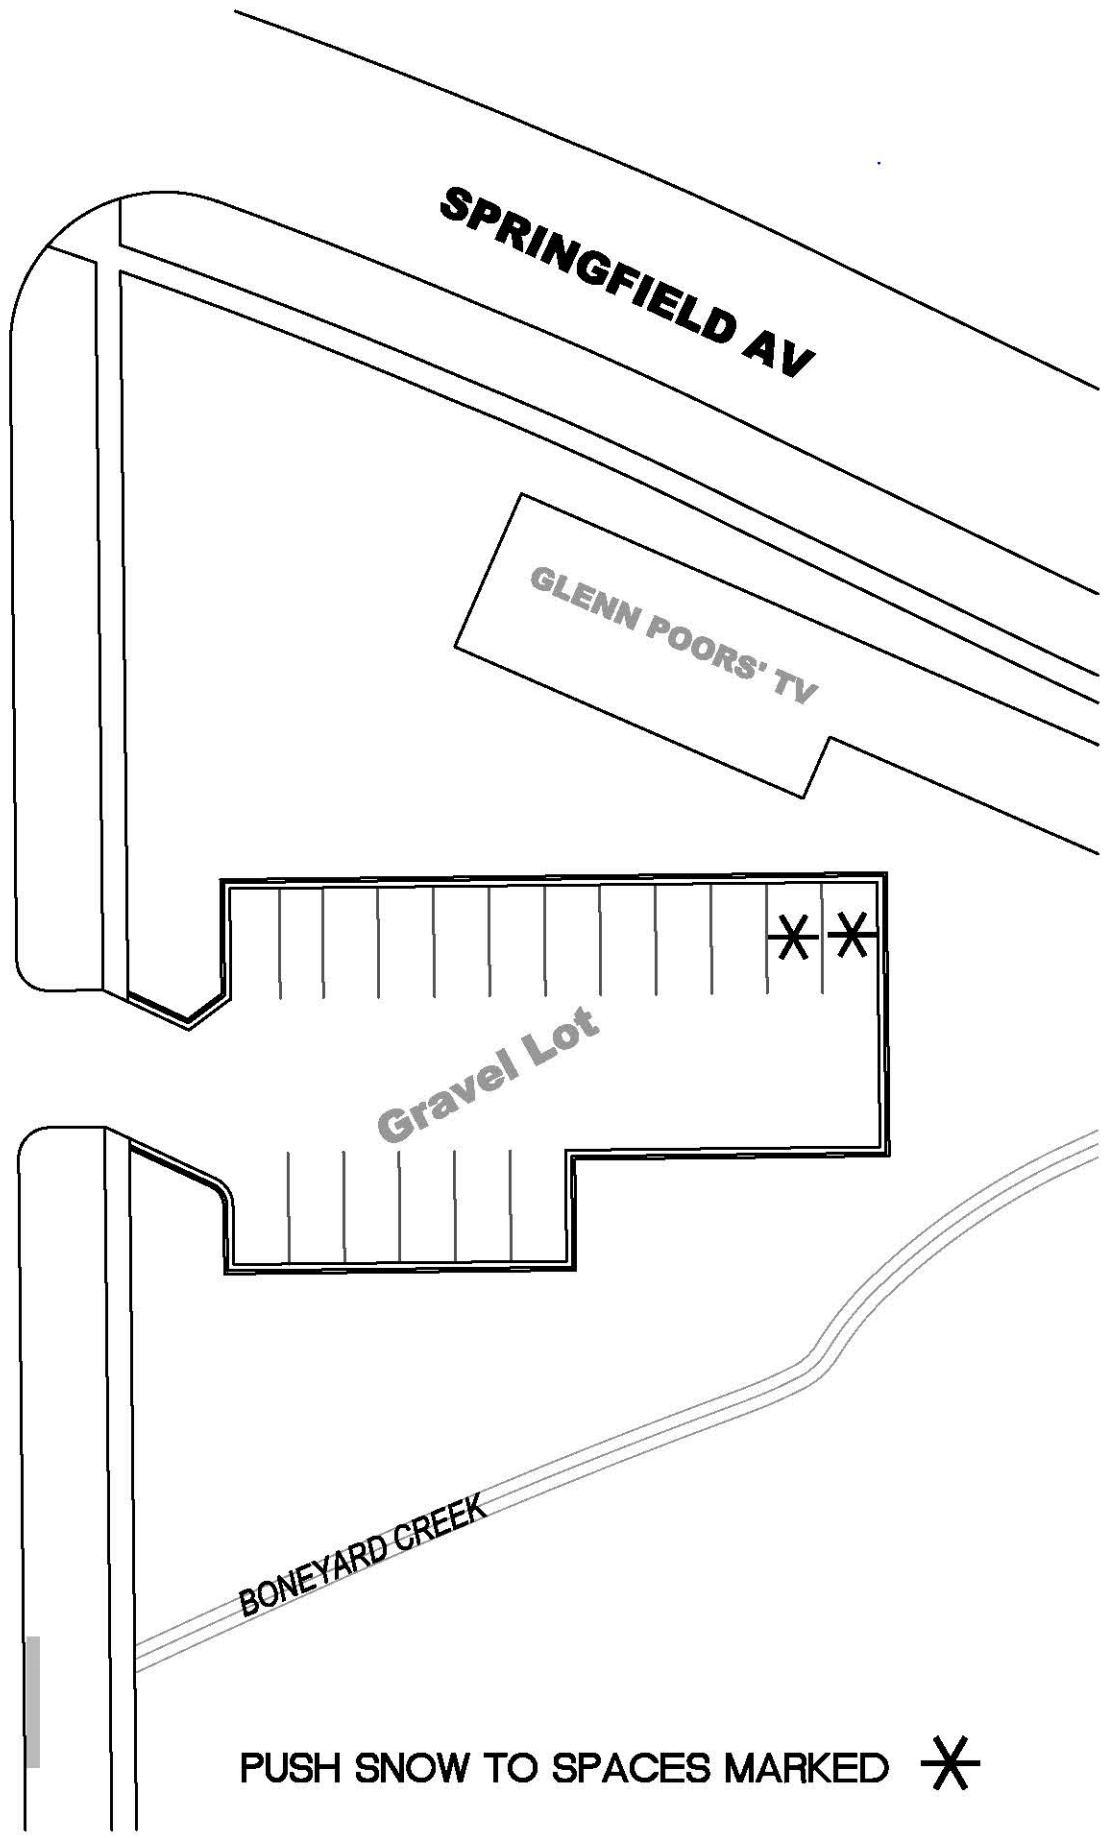 SPRINGFIELD AV
GLENN POORS' TV
Gravel Lot
BONEYARD CREEK
PUSH SNOW TO SPACES MARKED